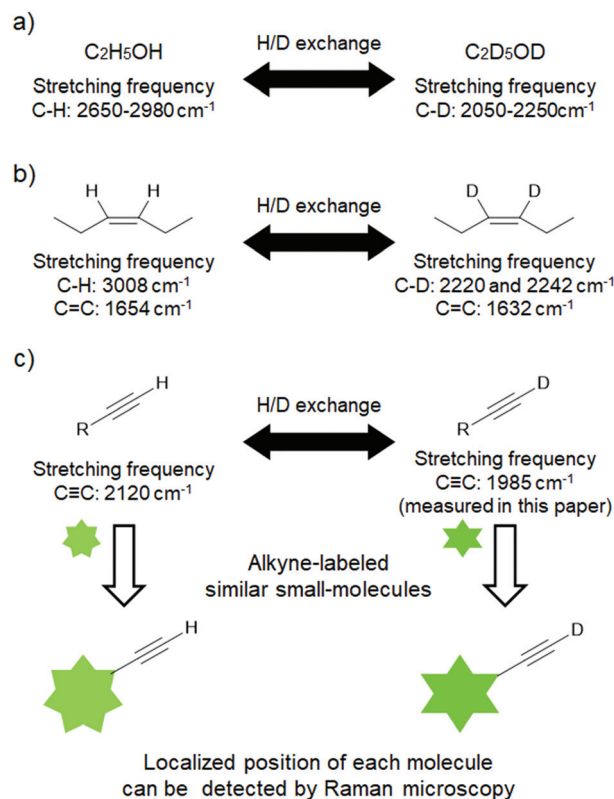 a)
C2H5OH
H/D exchange
C2D5OD
Stretching frequency
C-H: 2650-2980 cm-1
Stretching frequency
C-D: 2050-2250cm-1
b)
H H
H/D exchange
D D
Stretching frequency
C-H: 3008 cm-1
C=C: 1654 cm-1
Stretching frequency
C-D: 2220 and 2242 cm-1
C=C: 1632 cm-1
c)
H
R
H/D exchange
D
R
Stretching frequency
C≡C: 2120 cm-1
Stretching frequency
C≡C: 1985 cm-1
(measured in this paper)
Alkyne-labeled
similar small-molecules
H
D
Localized position of each molecule
can be detected by Raman microscopy